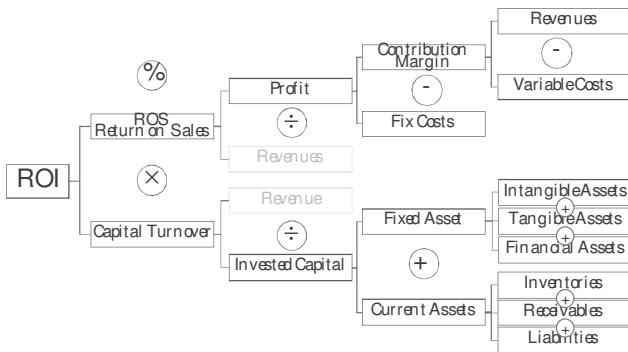 Revenues
Contribution
Margin
-
%
-
Variable Costs
ROS
Return on Sales
Profit
÷
Fix Costs
Revenues
ROI
×
Revenue
Intangible Assets
+
Capital Turnover
÷
Fixed Asset
Tangible Assets
+
Invested Capital
Financial Assets
+
Inventories
+
Current Assets
Receivables
+
Liabilities